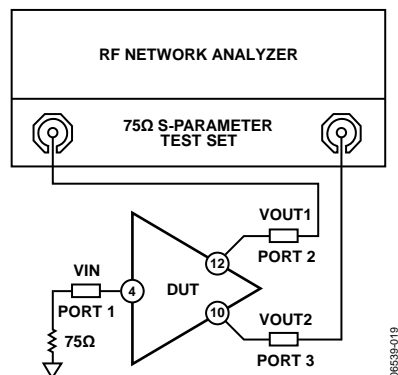 RF NETWORK ANALYZER
75Ω S-PARAMETER
TEST SET
VOUT1
12
PORT 2
VIN
4
DUT
PORT 1
10
VOUT2
75Ω
PORT 3
06539-019